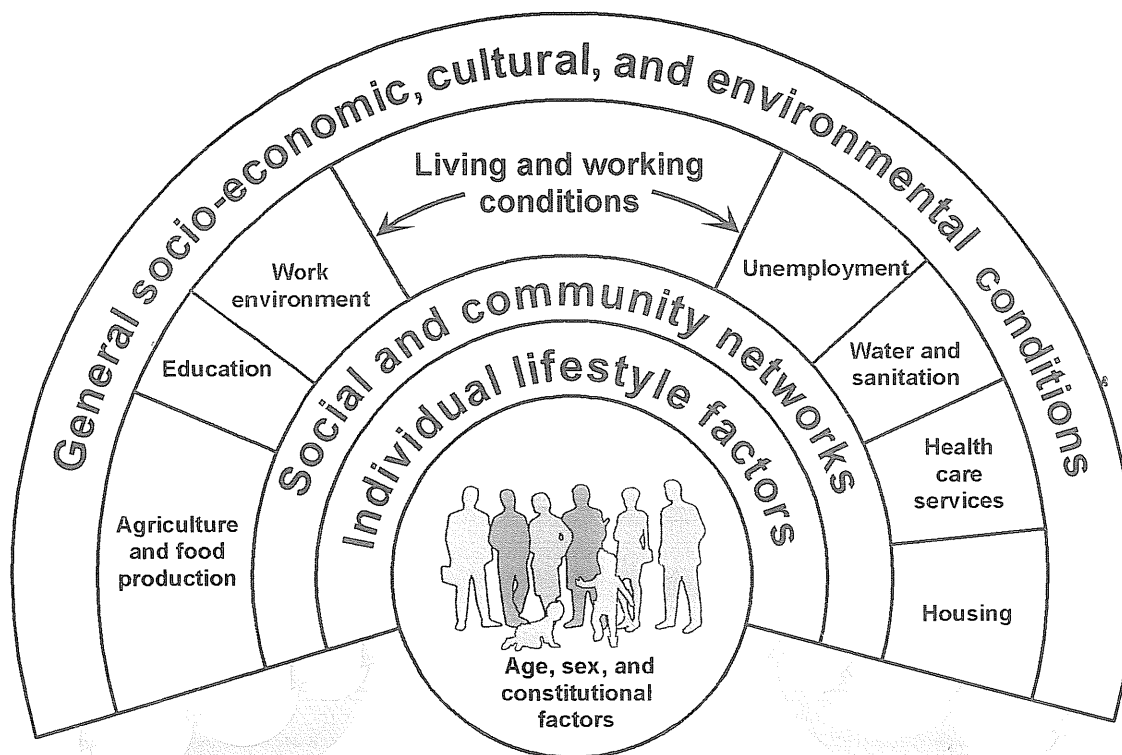 General socio-economic, cultural, and environmental conditions
Living and working
conditions
Agriculture
and food
production
Education
Work
environment
Unemployment
Water and
sanitation
Health
care
services
Housing
Social and community networks
Individual lifestyle factors
Age, sex, and
constitutional
factors